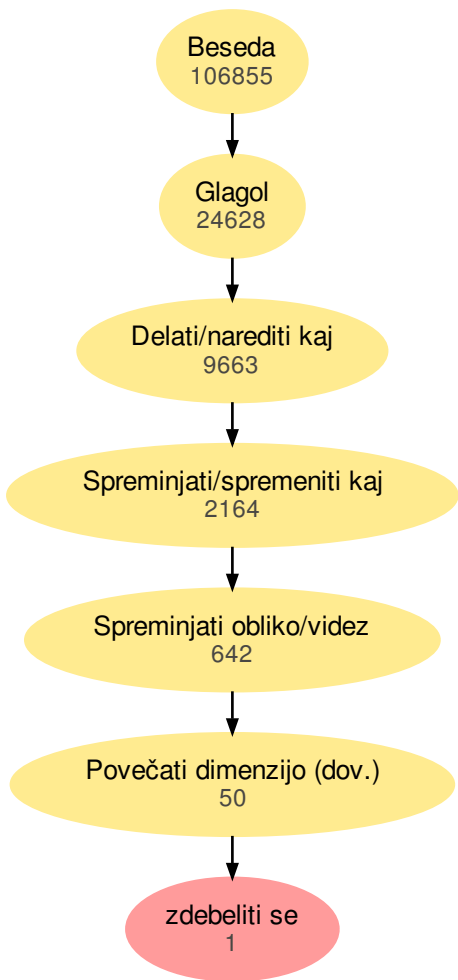 Beseda
106855
Glagol
24628
Delati/narediti kaj
9663
Spreminjati/spremeniti kaj
2164
Spreminjati obliko/videz
642
Povečati dimenzijo (dov.)
50
zdebeliti se
1